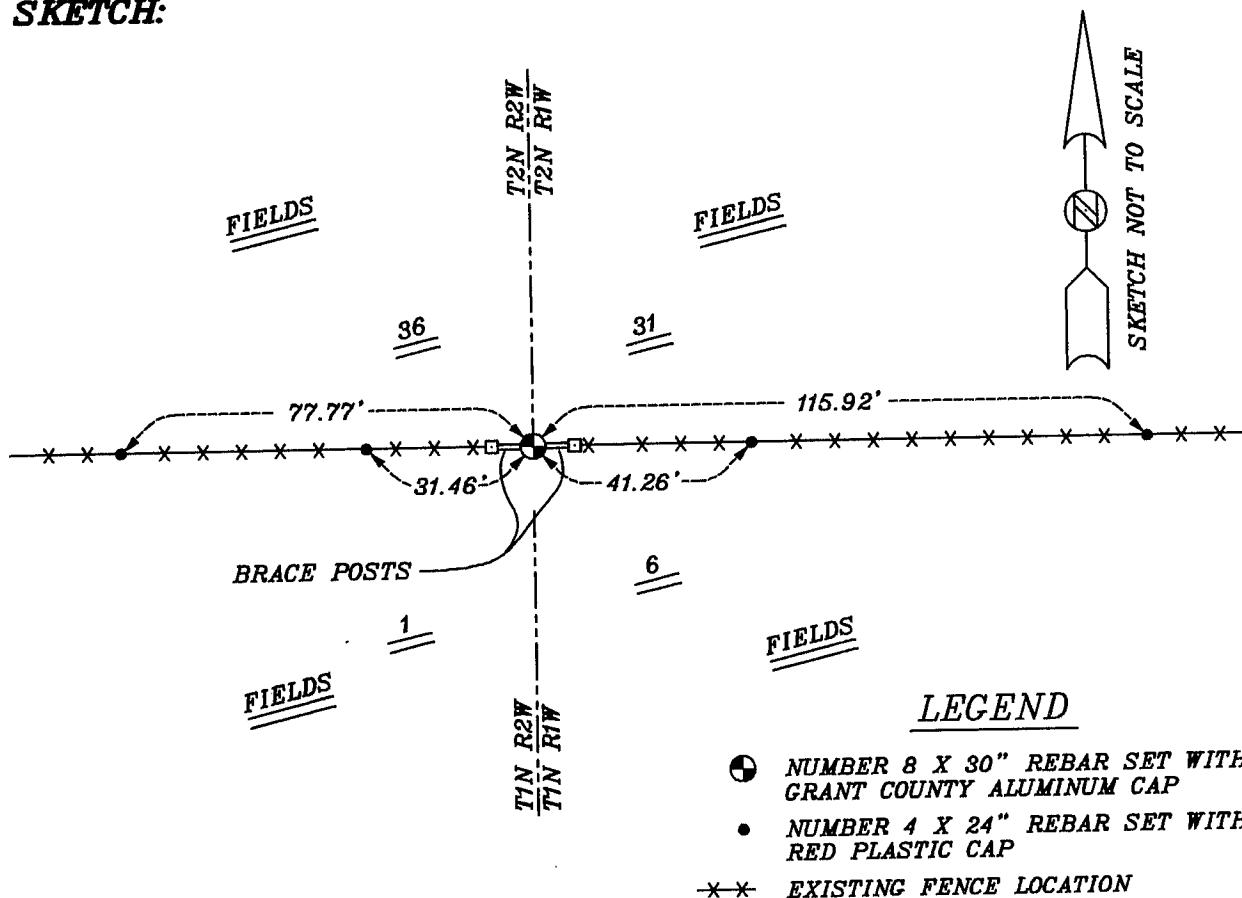 SKETCH:
T2N R2W
T2N R1W
SKETCH NOT TO SCALE
N
FIELDS
FIELDS
36
31
77.77'
115.92'
31.46'
41.26'
BRACE POSTS
6
1
FIELDS
FIELDS
T1N R2W
T1N R1W
LEGEND
NUMBER 8 X 30" REBAR SET WITH
GRANT COUNTY ALUMINUM CAP
NUMBER 4 X 24" REBAR SET WITH
RED PLASTIC CAP
EXISTING FENCE LOCATION